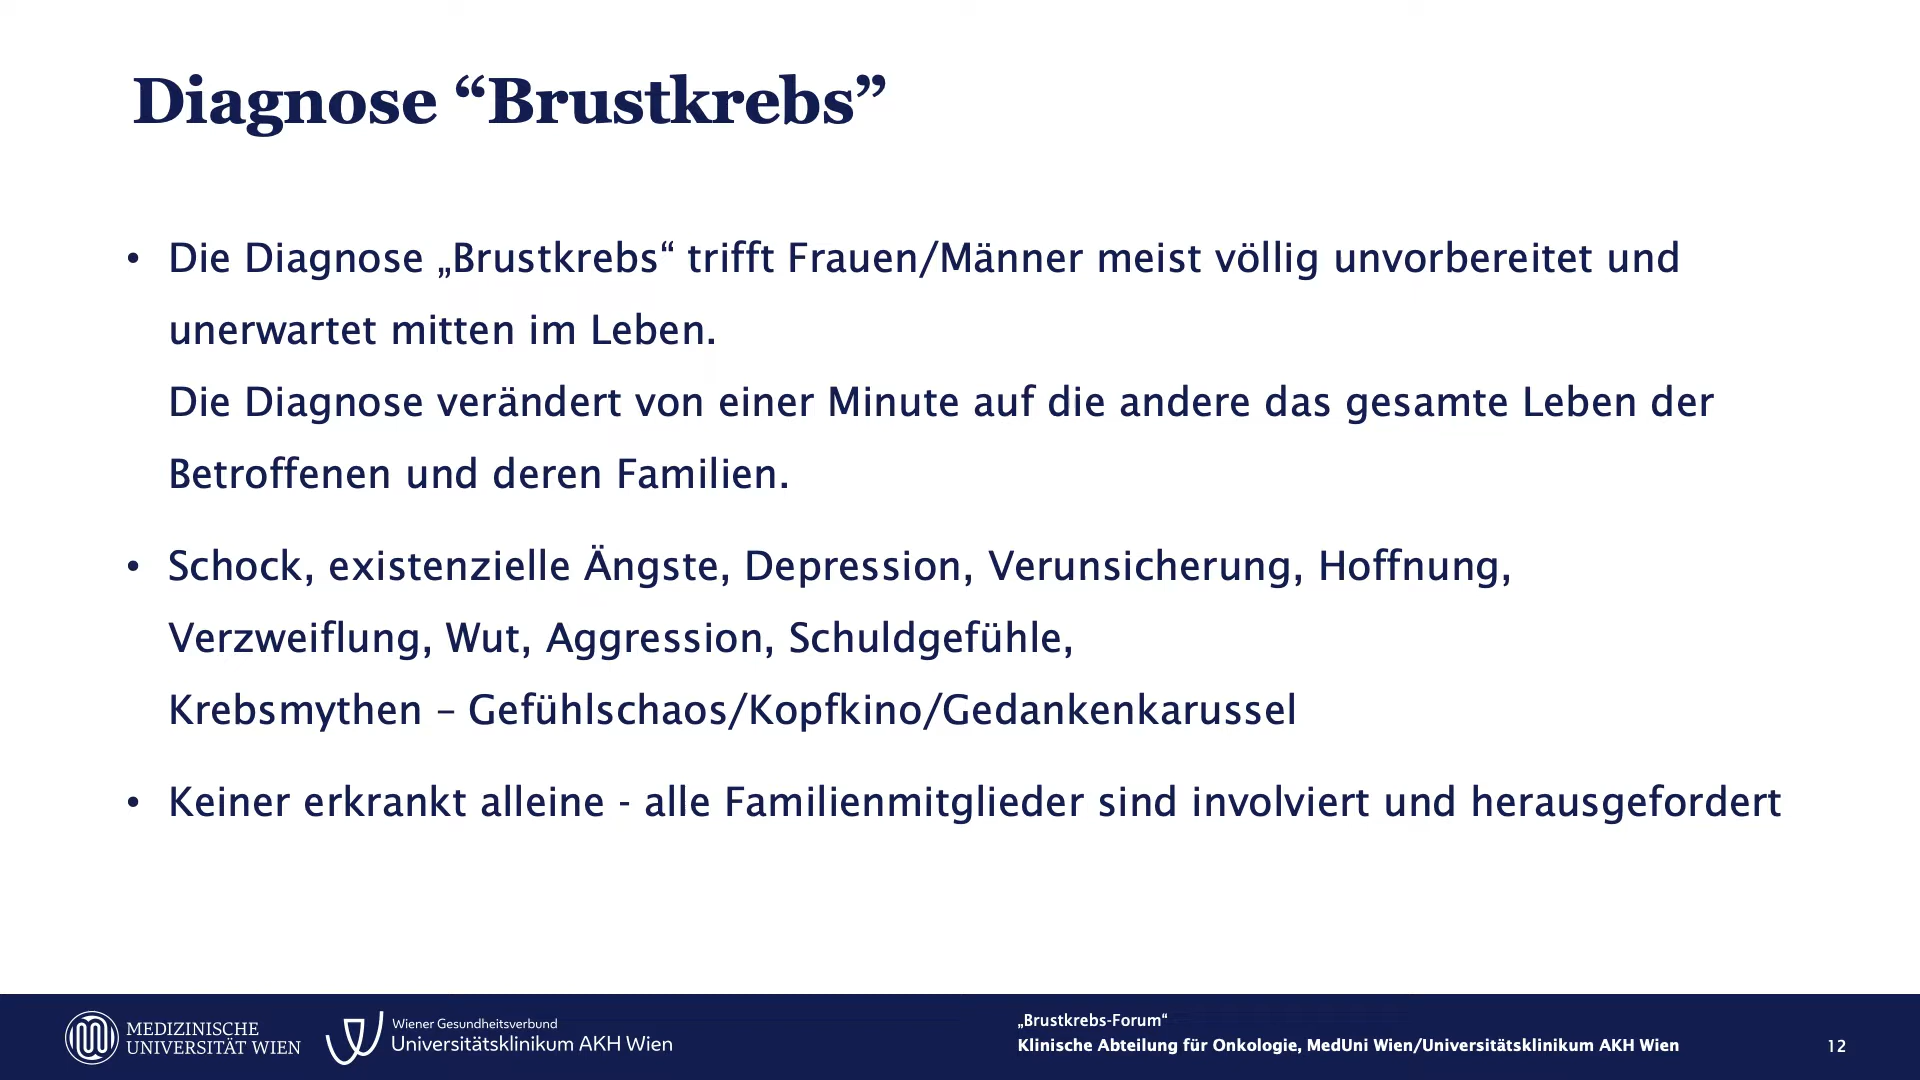 Diagnose “Brustkrebs”
• Die Diagnose „Brustkrebs“ trifft Frauen/Männer meist völlig unvorbereitet und
unerwartet mitten im Leben.
Die Diagnose verändert von einer Minute auf die andere das gesamte Leben der
Betroffenen und deren Familien.
• Schock, existenzielle Ängste, Depression, Verunsicherung, Hoffnung,
Verzweiflung, Wut, Aggression, Schuldgefühle,
Krebsmythen – Gefühlschaos/Kopfkino/Gedankenkarussel
• Keiner erkrankt alleine - alle Familienmitglieder sind involviert und herausgefordert
MEDIZINISCHE
UNIVERSITÄT WIEN
Wiener Gesundheitsverbund
Universitätsklinikum AKH Wien
„Brustkrebs-Forum“
Klinische Abteilung für Onkologie, MedUni Wien/Universitätsklinikum AKH Wien
12